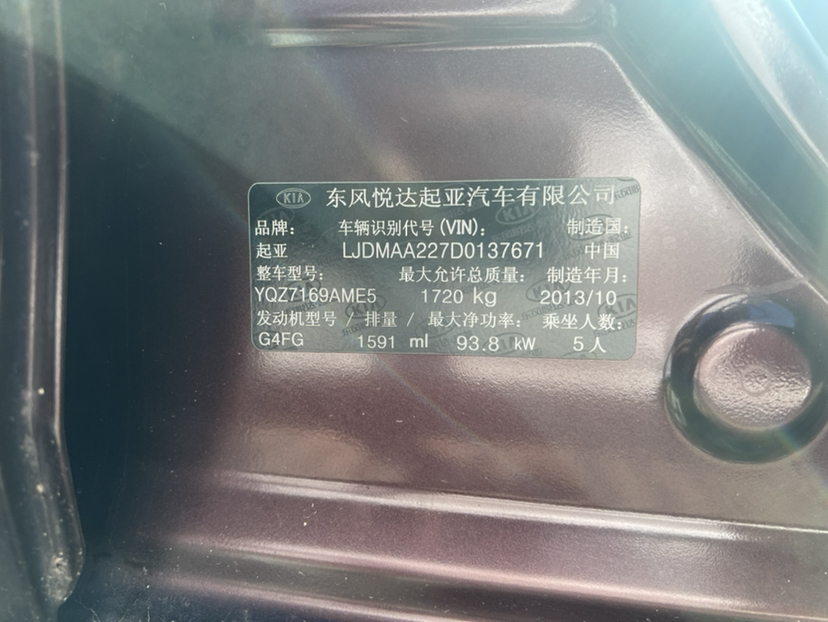 KIA 东风悦达起亚汽车有限公司
品牌： 车辆识别代号(VIN)： 制造国：
起亚 LJDMAA227D0137671 中国
整车型号： 最大允许总质量： 制造年月：
YQZ7169AME5 1720 kg 2013/10
发动机型号 / 排量 / 最大净功率： 乘坐人数：
G4FG 1591 ml 93.8 kW 5 人